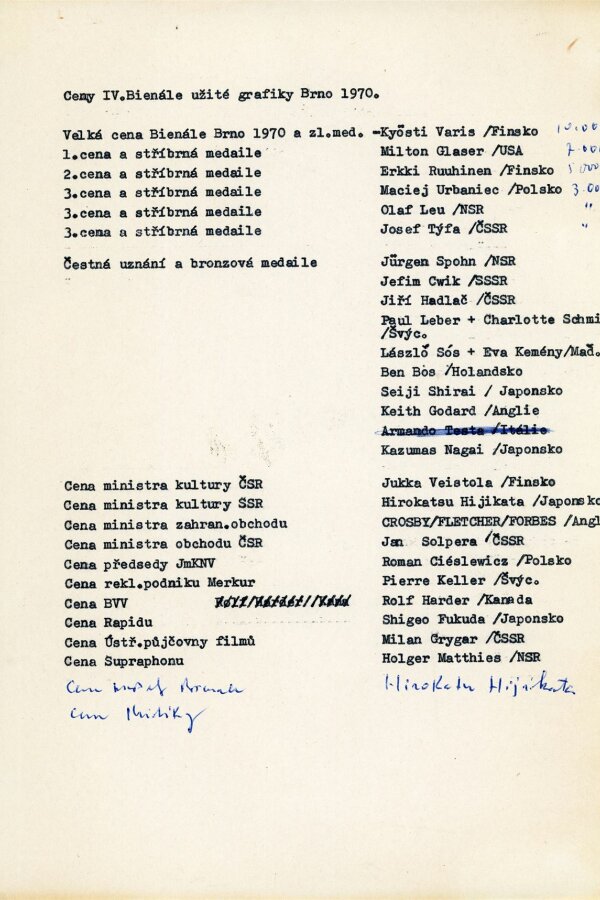 Ceny IV.Bienále užité grafiky Brno 1970.
Velká cena Bienále Brno 1970 a zl.med. -Kyösti Varis /Finsko
1.cena a stříbrná medaile Milton Glaser /USA
2.cena a stříbrná medaile Erkki Ruuhinen /Finsko
3.cena a stříbrná medaile Maciej Urbaniec /Polsko
3.cena a stříbrná medaile Olaf Leu /NSR "
3.cena a stříbrná medaile Josef Týfa /ČSSR "
Čestná uznání a bronzová medaile Jürgen Spohn /NSR
Jefim Cwik /SSSR
Jiří Hadlač /ČSSR
Paul Leber + Charlotte Schmi
/Švýc.
László Sós + Eva Kemény/Maď.
Ben Bos /Holandsko
Seiji Shirai / Japonsko
Keith Godard /Anglie
Armando Testa /Itálie
Kazumas Nagai /Japonsko
Cena ministra kultury ČSR Jukka Veistola /Finsko
Cena ministra kultury SSR Hirokatsu Hijikata /Japonsko
Cena ministra zahran.obchodu CROSBY/FLETCHER/FORBES /Angl
Cena ministra obchodu ČSR Jan Solpera /ČSSR
Cena předsedy JmKNV Roman Ciéslewicz /Polsko
Cena rekl.podniku Merkur Pierre Keller /Švýc.
Cena BVV Rolf Harder /Kanada
Cena Rapidu Shigeo Fukuda /Japonsko
Cena Ústř.půjčovny filmů Milan Grygar /ČSSR
Cena Supraphonu Holger Matthies /NSR
Cena Hirokatu Hijikata
cena